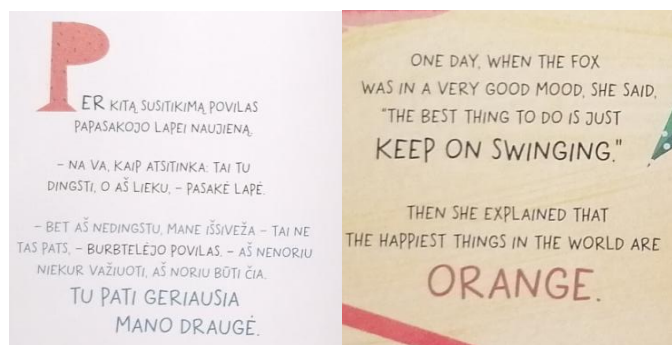 PER KITĄ SUSITIKIMĄ POVILAS
PAPASAKOJO LAPEI NAUJIENĄ.
– NA VA, KAIP ATSITINKA: TAI TU
DINGSTI, O AŠ LIEKU, – PASAKĖ LAPĖ.
– BET AŠ NEDINGSTU, MANE IŠSIVEŽA – TAI NE
TAS PATS, – BURBTELĖJO POVILAS. – AŠ NENORIU
NIEKUR VAŽIUOTI, AŠ NORIU BŪTI ČIA.
TU PATI GERIAUSIA
MANO DRAUGĖ.
ONE DAY, WHEN THE FOX
WAS IN A VERY GOOD MOOD, SHE SAID,
"THE BEST THING TO DO IS JUST
KEEP ON SWINGING."
THEN SHE EXPLAINED THAT
THE HAPPIEST THINGS IN THE WORLD ARE
ORANGE.